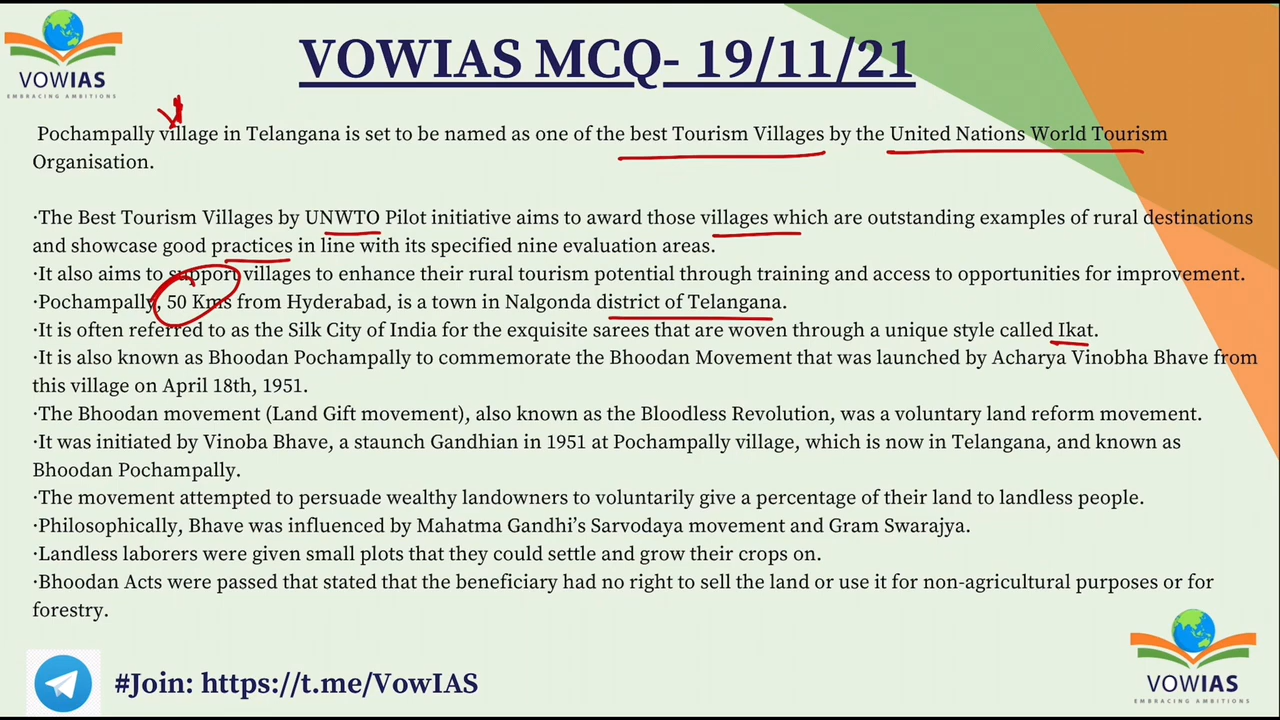 VOWIAS
EMBRACING AMBITIONS
VOWIAS MCQ- 19/11/21
Pochampally village in Telangana is set to be named as one of the best Tourism Villages by the United Nations World Tourism
Organisation.
·The Best Tourism Villages by UNWTO Pilot initiative aims to award those villages which are outstanding examples of rural destinations
and showcase good practices in line with its specified nine evaluation areas.
·It also aims to support villages to enhance their rural tourism potential through training and access to opportunities for improvement.
·Pochampally, 50 Kms from Hyderabad, is a town in Nalgonda district of Telangana.
·It is often referred to as the Silk City of India for the exquisite sarees that are woven through a unique style called Ikat.
·It is also known as Bhoodan Pochampally to commemorate the Bhoodan Movement that was launched by Acharya Vinobha Bhave from
this village on April 18th, 1951.
·The Bhoodan movement (Land Gift movement), also known as the Bloodless Revolution, was a voluntary land reform movement.
·It was initiated by Vinoba Bhave, a staunch Gandhian in 1951 at Pochampally village, which is now in Telangana, and known as
Bhoodan Pochampally.
·The movement attempted to persuade wealthy landowners to voluntarily give a percentage of their land to landless people.
·Philosophically, Bhave was influenced by Mahatma Gandhi’s Sarvodaya movement and Gram Swarajya.
·Landless laborers were given small plots that they could settle and grow their crops on.
·Bhoodan Acts were passed that stated that the beneficiary had no right to sell the land or use it for non-agricultural purposes or for
forestry.
#Join: https://t.me/VowIAS
VOWIAS
EMBRACING AMBITIONS